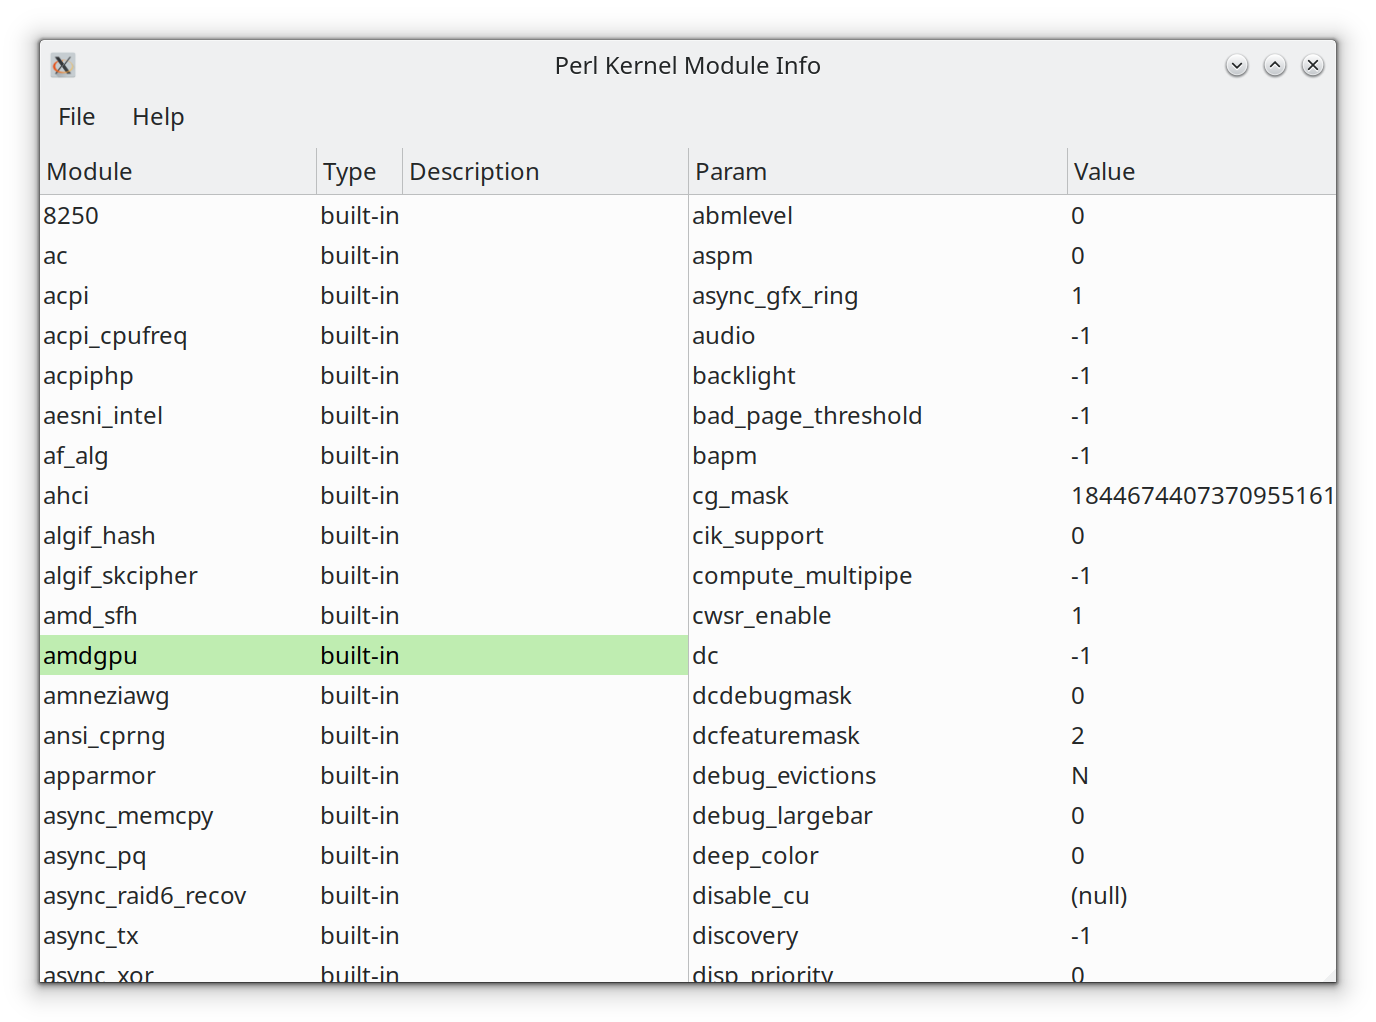 Perl Kernel Module Info
File Help
Module Type Description Param Value
8250 built-in abmlevel 0
ac built-in aspm 0
acpi built-in async_gfx_ring 1
acpi_cpufreq built-in audio -1
acpiphp built-in backlight -1
aesni_intel built-in bad_page_threshold -1
af_alg built-in bapm -1
ahci built-in cg_mask 1844674407370955161
algif_hash built-in cik_support 0
algif_skcipher built-in compute_multipipe -1
amd_sfh built-in cwsr_enable 1
amdgpu built-in dc -1
amneziawg built-in dcdebugmask 0
ansi_cprng built-in dcfeaturemask 2
apparmor built-in debug_evictions N
async_memcpy built-in debug_largebar 0
async_pq built-in deep_color 0
async_raid6_recov built-in disable_cu (null)
async_tx built-in discovery -1
async_xor built-in disp_priority 0